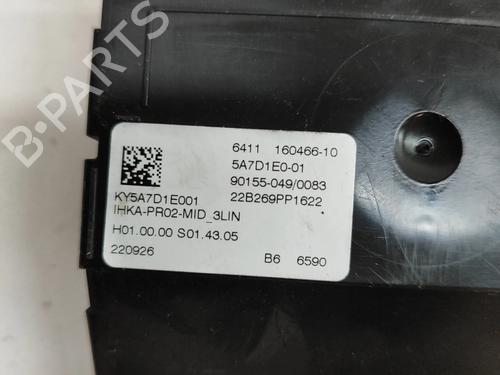 B-PARTS
6411 160466-10
5A7D1E0-01
90155-049/0083
KY5A7D1E001 22B269PP1622
IHKA-PR02-MID_3LIN
H01.00.00 S01.43.05
220926 B6 6590